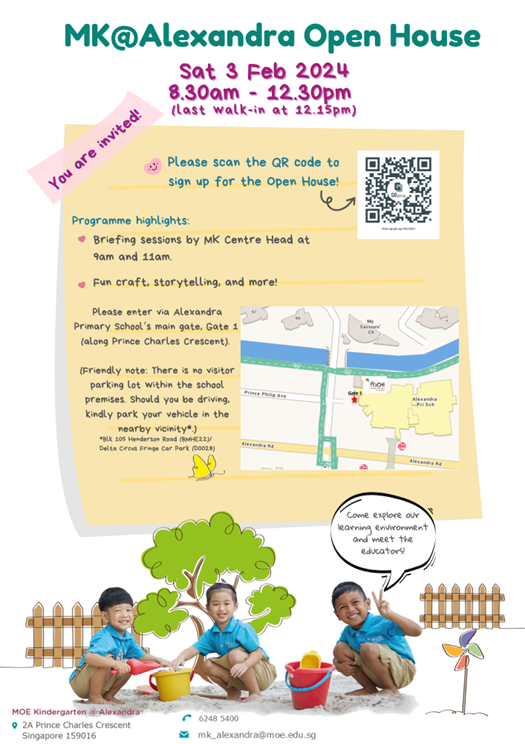 MK@Alexandra Open House
Sat 3 Feb 2024
8.30am - 12.30pm
(last walk-in at 12.15pm)
You are invited!
Please scan the QR code to
sign up for the Open House!
Programme highlights:
Briefing sessions by MK Centre Head at
9am and 11am.
Fun craft, storytelling, and more!
Please enter via Alexandra
Primary School's main gate, Gate 1
(along Prince Charles Crescent).
(Friendly note: There is no visitor
parking lot within the school
premises. Should you be driving,
kindly park your vehicle in the
nearby vicinity*.)
*Blk 105 Henderson Road (BMHE22)/
Delta Circus Fringe Car Park (D0028)
My
Saviours'
Ch
Prince Philip Ave
Gate 1
Alexandra
Pri Sch
Alexandra Rd
Alexandra Rd
Come explore our
learning environment
and meet the
educators!
MOE Kindergarten @ Alexandra
2A Prince Charles Crescent
Singapore 159016
6248 5400
mk_alexandra@moe.edu.sg